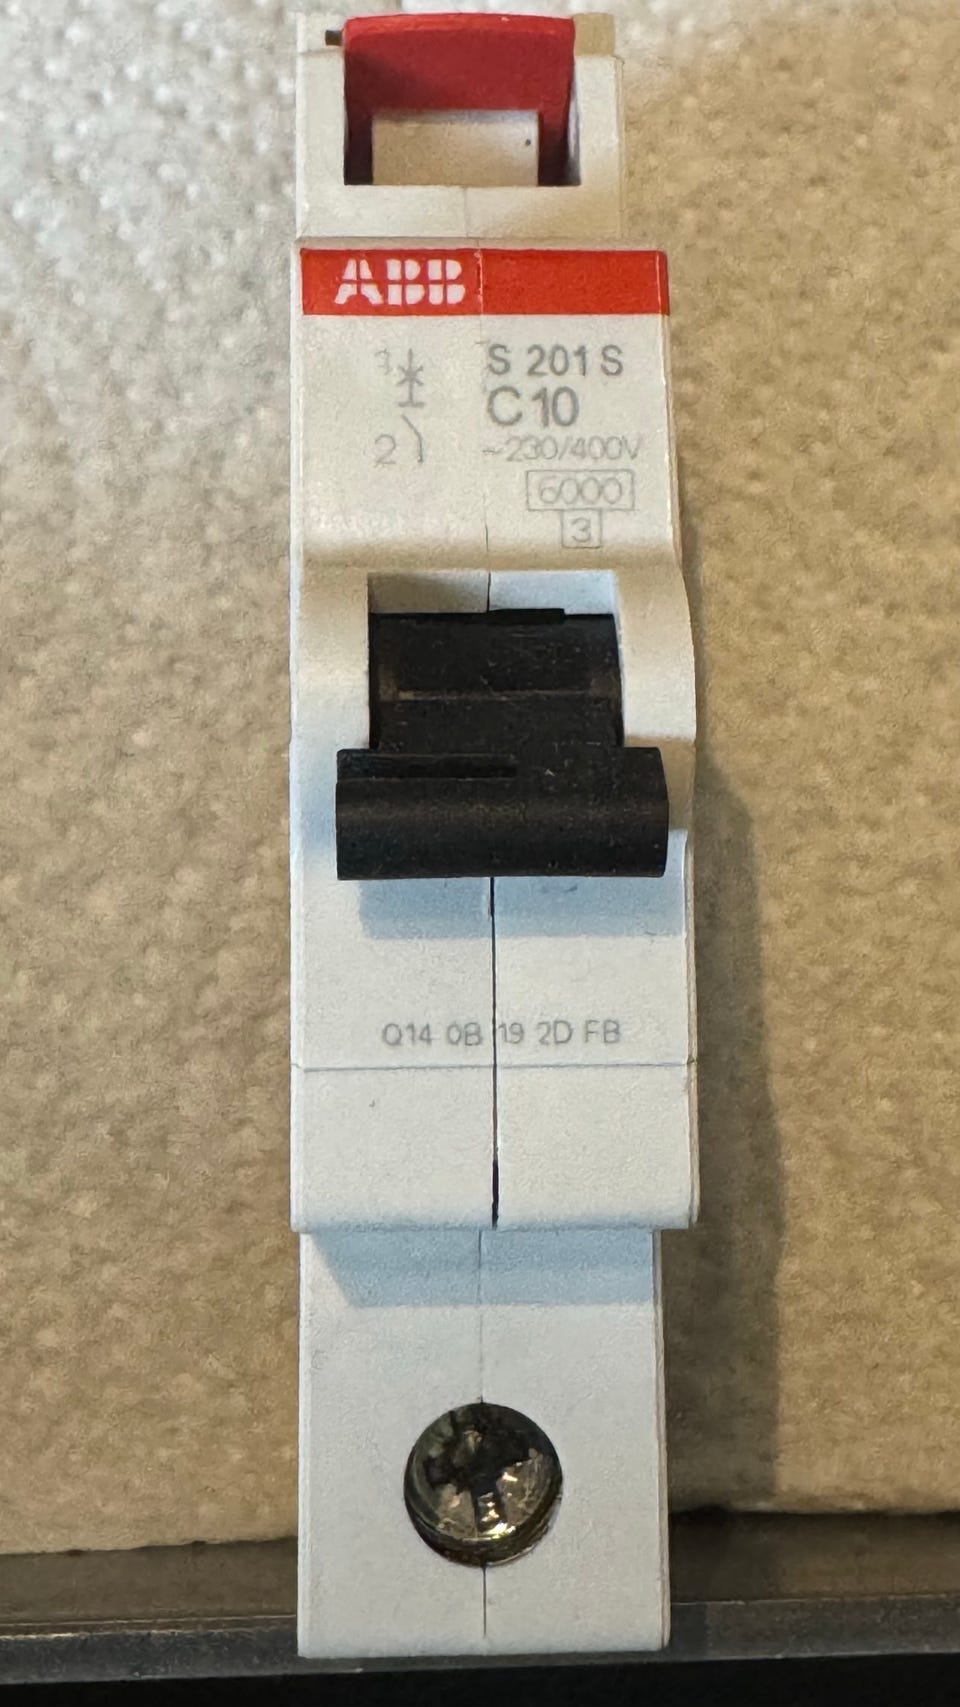 ABB
1
S 201 S
C10
2
~230/400V
6000
3
Q14 0B 19 2D FB